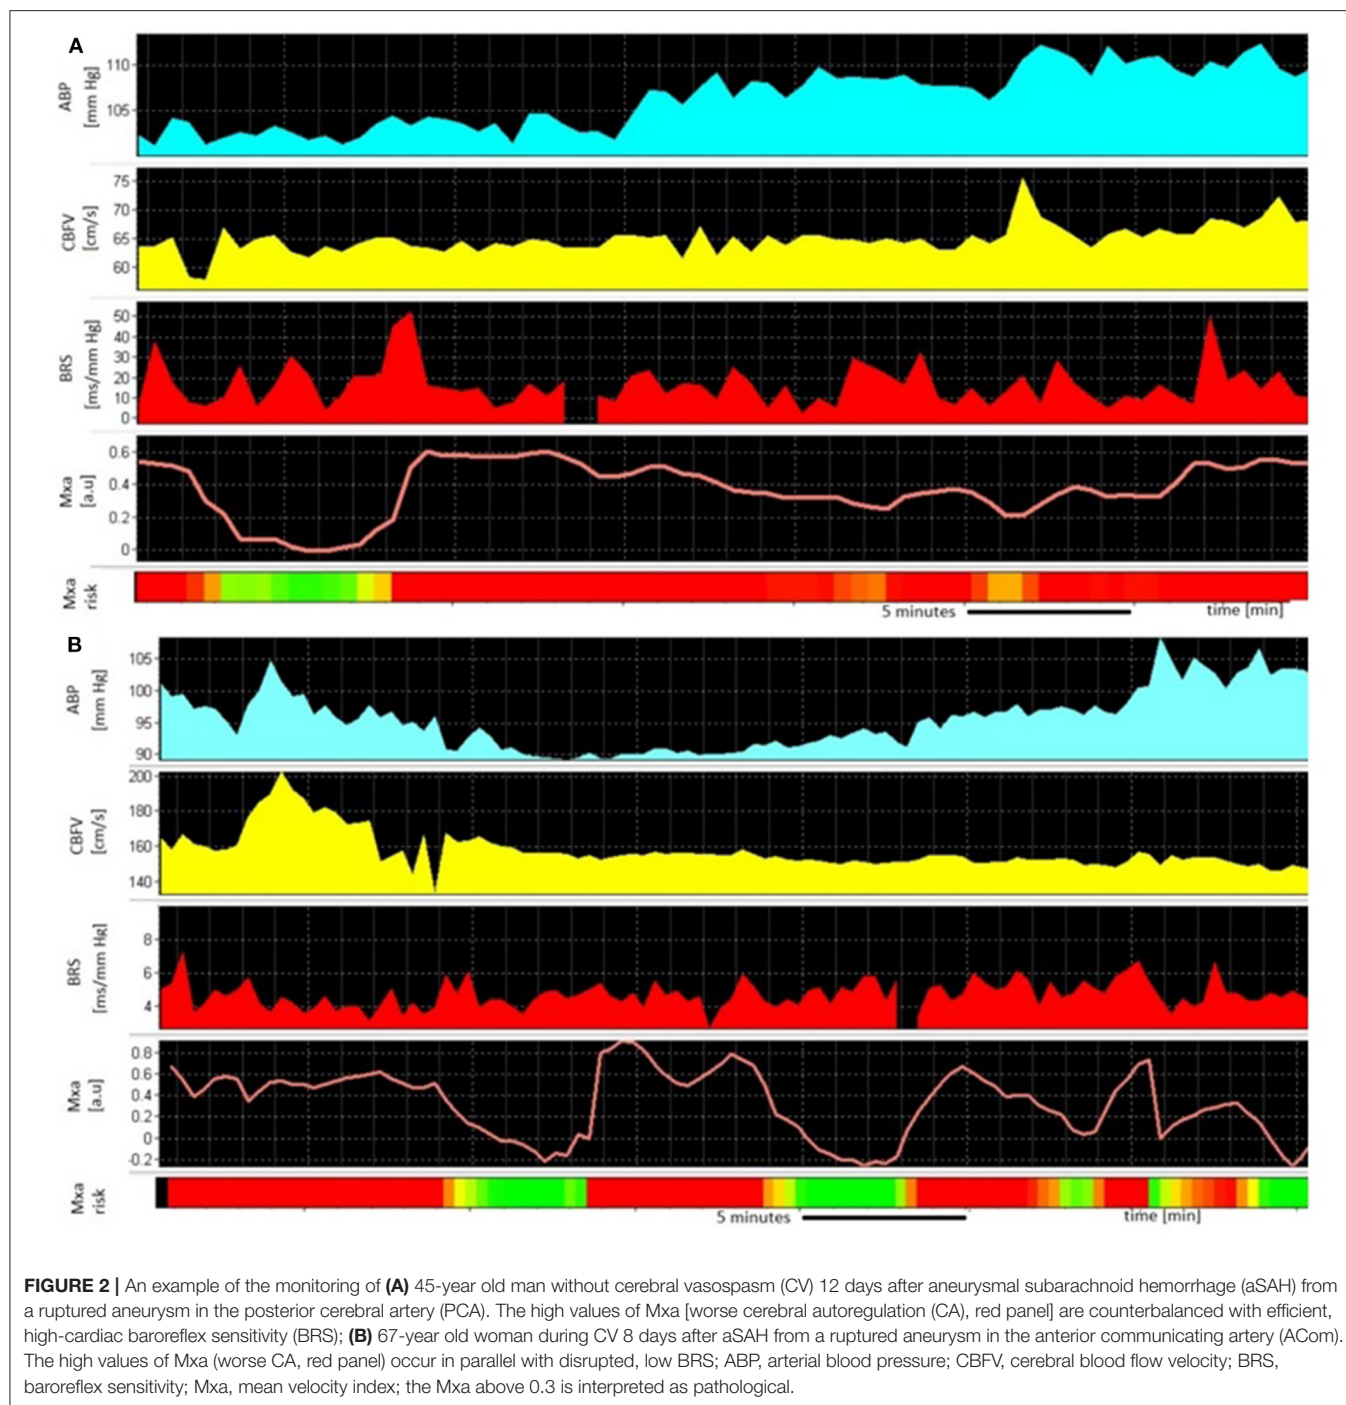 A
ABP
[mm Hg]
110
105
CBFV
[cm/s]
75
70
65
60
BRS
[ms/mm Hg]
50
40
30
20
10
0
Mxa
[a.u]
0.6
0.4
0.2
0
Mxa
risk
5 minutes
time [min]
B
ABP
[mm Hg]
105
100
95
90
CBFV
[cm/s]
200
180
160
140
BRS
[ms/mm Hg]
8
6
4
Mxa
[a.u]
0.8
0.6
0.4
0.2
0
-0.2
Mxa
risk
5 minutes
time [min]
FIGURE 2 | An example of the monitoring of (A) 45-year old man without cerebral vasospasm (CV) 12 days after aneurysmal subarachnoid hemorrhage (aSAH) from
a ruptured aneurysm in the posterior cerebral artery (PCA). The high values of Mxa [worse cerebral autoregulation (CA), red panel] are counterbalanced with efficient,
high-cardiac baroreflex sensitivity (BRS); (B) 67-year old woman during CV 8 days after aSAH from a ruptured aneurysm in the anterior communicating artery (ACom).
The high values of Mxa (worse CA, red panel) occur in parallel with disrupted, low BRS; ABP, arterial blood pressure; CBFV, cerebral blood flow velocity; BRS,
baroreflex sensitivity; Mxa, mean velocity index; the Mxa above 0.3 is interpreted as pathological.